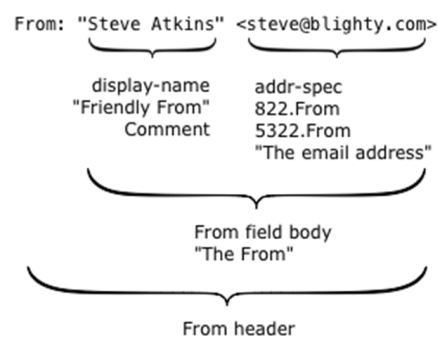 From: "Steve Atkins" <steve@blighty.com>
display-name
"Friendly From"
Comment
addr-spec
822.From
5322.From
"The email address"
From field body
"The From"
From header